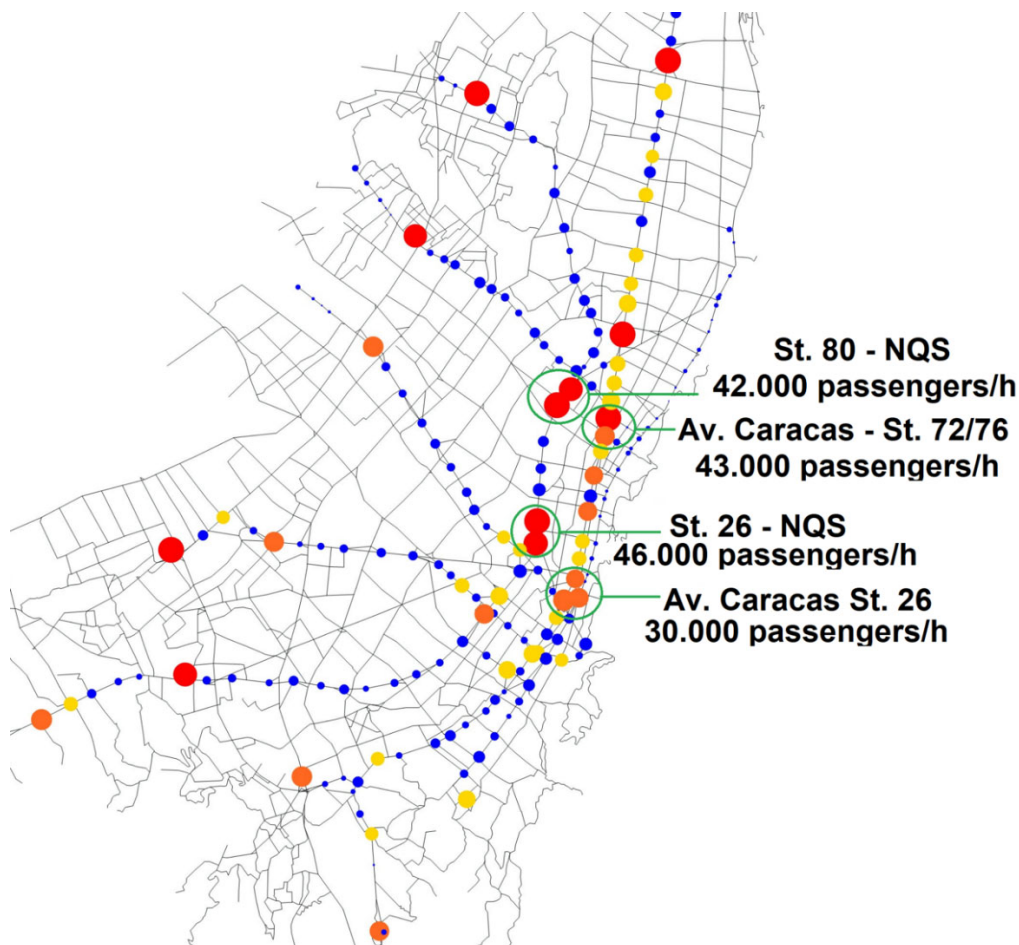 St. 80 - NQS
42.000 passengers/h
Av. Caracas - St. 72/76
43.000 passengers/h
St. 26 - NQS
46.000 passengers/h
Av. Caracas St. 26
30.000 passengers/h